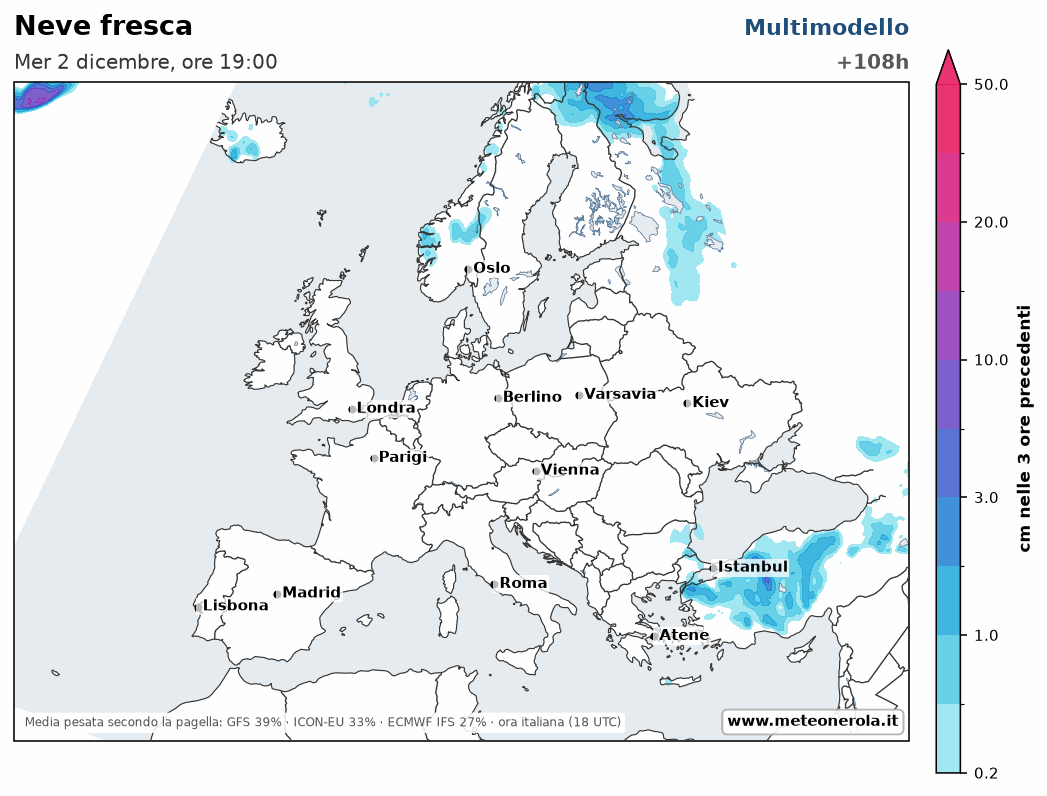 Neve fresca
Multimodello
Mer 2 dicembre, ore 19:00
+108h
50.0
20.0
10.0
3.0
1.0
0.2
cm nelle 3 ore precedenti
Oslo
Berlino
Varsavia
Kiev
Londra
Parigi
Vienna
Istanbul
Roma
Madrid
Lisbona
Atene
Media pesata secondo la pagella: GFS 39% · ICON-EU 33% · ECMWF IFS 27% · ora italiana (18 UTC)
www.meteonerola.it